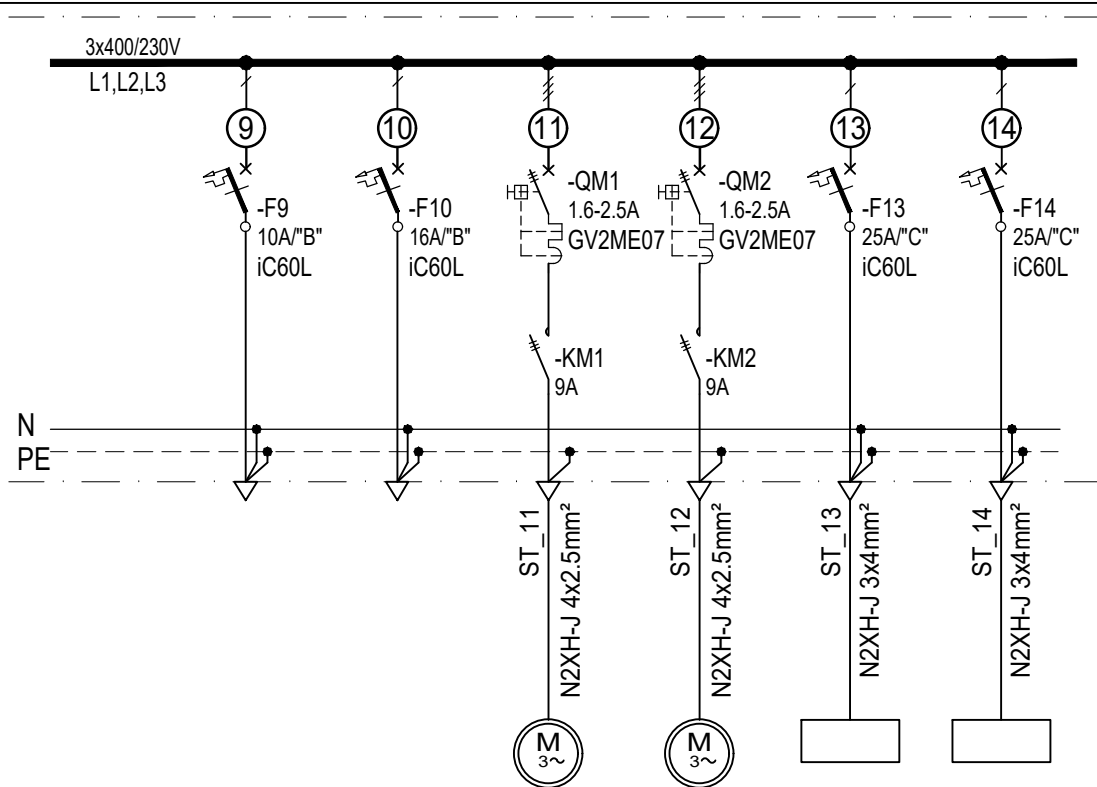 3x400/230V
L1,L2,L3
9
10
11
12
13
14
-F9
10A/"B"
iC60L
-F10
16A/"B"
iC60L
-QM1
1.6-2.5A
GV2ME07
-QM2
1.6-2.5A
GV2ME07
-F13
25A/"C"
iC60L
-F14
25A/"C"
iC60L
-KM1
9A
-KM2
9A
N
PE
ST_11
N2XH-J 4x2.5mm²
ST_12
N2XH-J 4x2.5mm²
ST_13
N2XH-J 3x4mm²
ST_14
N2XH-J 3x4mm²
M
3~
M
3~